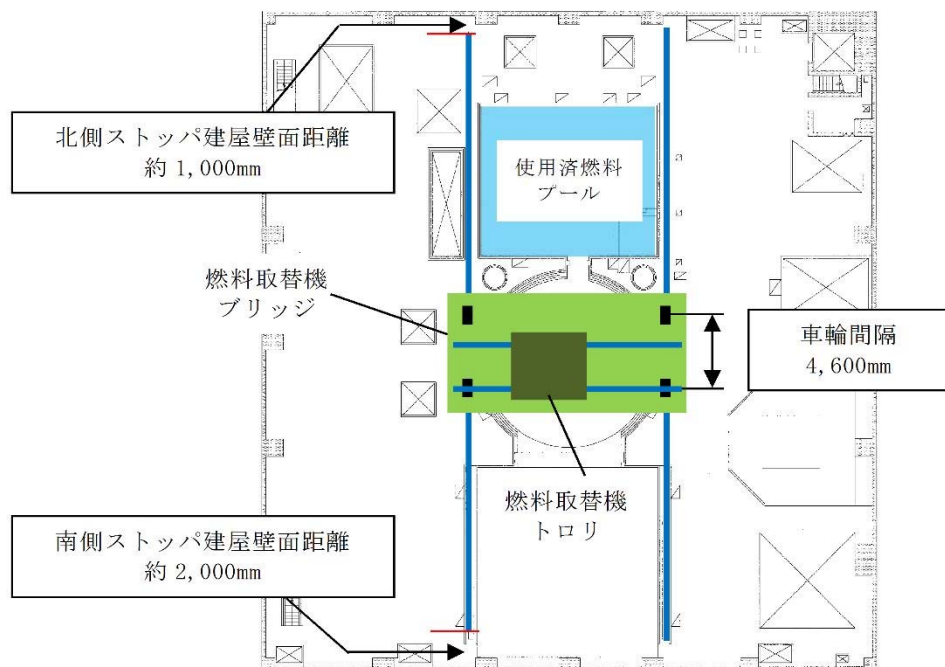 北側ストッパ建屋壁面距離
約 1,000mm
使用済燃料
プール
燃料取替機
ブリッジ
車輪間隔
4,600mm
燃料取替機
トロリ
南側ストッパ建屋壁面距離
約 2,000mm